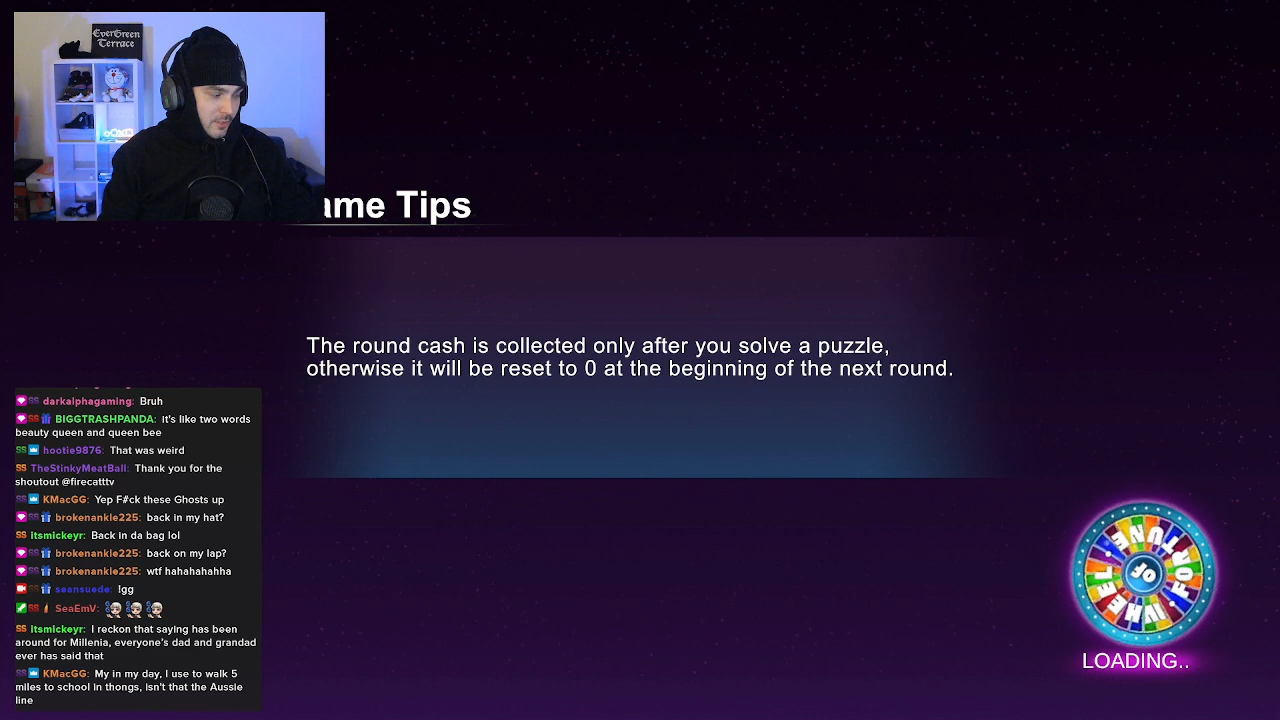 EverGreen
Terrace
ame Tips
The round cash is collected only after you solve a puzzle,
otherwise it will be reset to 0 at the beginning of the next round.
darkalphagaming: Bruh
BIGGTRASHPANDA: it's like two words
beauty queen and queen bee
hootie9876: That was weird
TheStinkyMeatBall: Thank you for the
shoutout @firecatttv
KMacGG: Yep F#ck these Ghosts up
brokenankle225: back in my hat?
itsmickeyr: Back in da bag lol
brokenankle225: back on my lap?
brokenankle225: wtf hahahahahha
seansuede: !gg
SeaEmV:
itsmickeyr: I reckon that saying has been
around for Millenia, everyone's dad and grandad
ever has said that
KMacGG: My in my day, I use to walk 5
miles to school in thongs, isn't that the Aussie
line
WHEEL OF FORTUNE
LOADING..